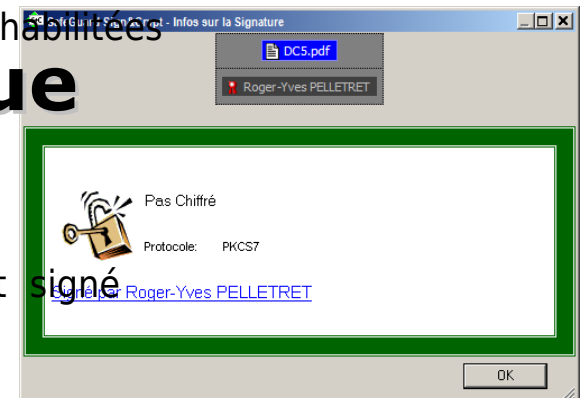 habilitées
SafeGuard Sign&Crypt - Infos sur la Signature
DC5.pdf
ue
Roger-Yves PELLETRET
Pas Chiffré
Protocole: PKCS7
t signé
Signé par Roger-Yves PELLETRET
OK